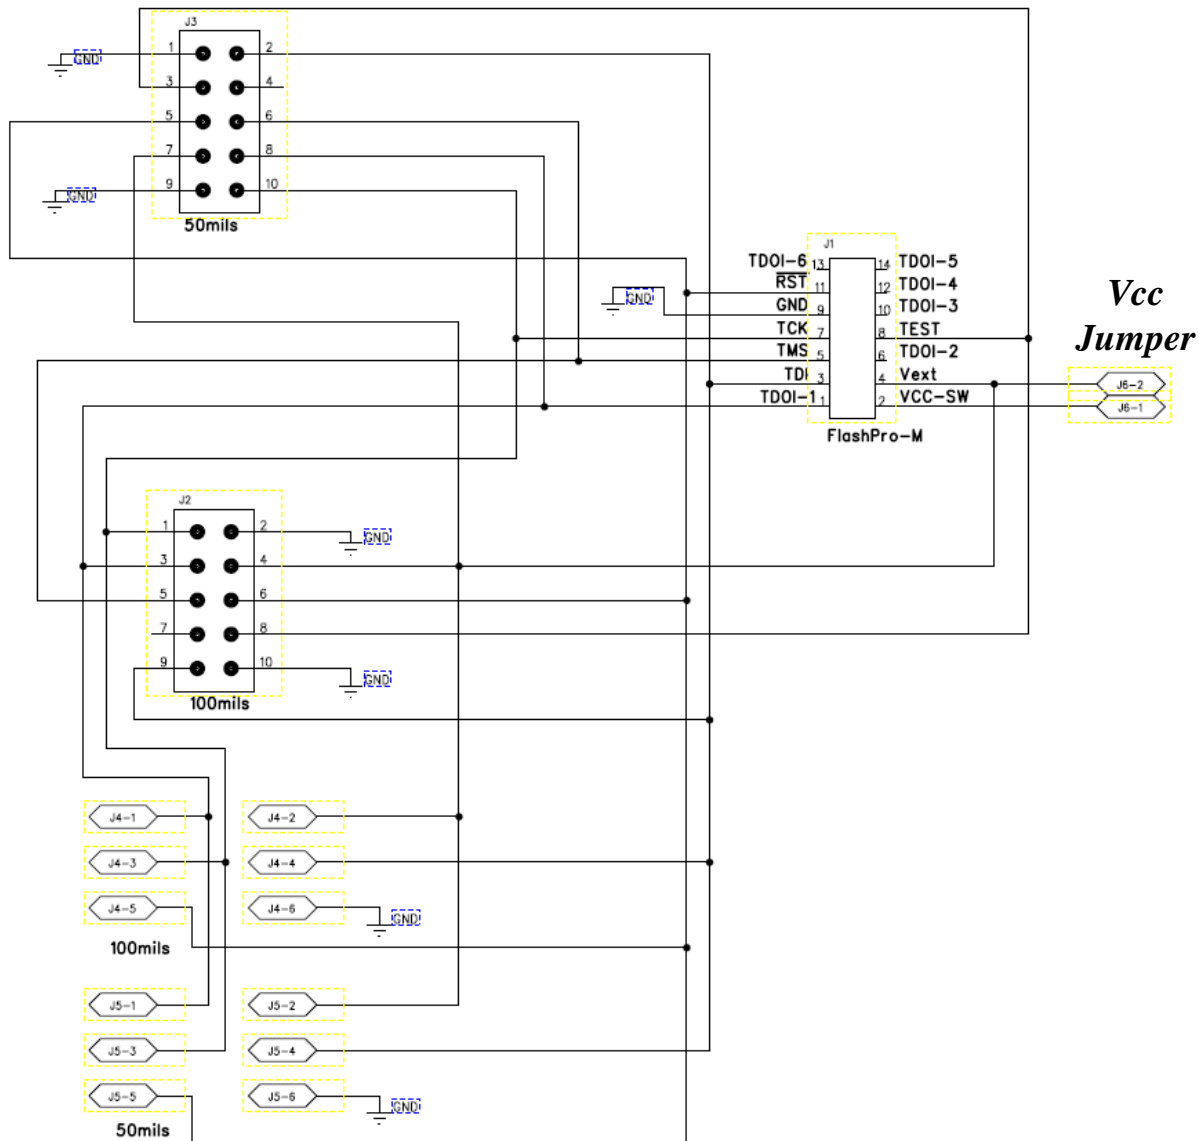 J3
1 2
GND
3 4
5 6
7 8
9 10
GND
50mils
J1
TDOI-6 13 14 TDOI-5
RST 11 12 TDOI-4
GND GND 9 10 TDOI-3
TCK 7 8 TEST
TMS 5 6 TDOI-2
TDI 3 4 Vext
TDOI-1 1 2 VCC-SW
FlashPro-M
Vcc
Jumper
J6-2
J6-1
J2
1 2
GND
3 4
5 6
7 8
9 10
GND
100mils
J4-1 J4-2
J4-3 J4-4
J4-5 J4-6 GND
100mils
J5-1 J5-2
J5-3 J5-4
J5-5 J5-6 GND
50mils